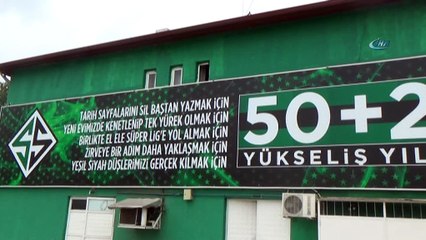 TARİH SAYFALARINI SİL BAŞTAN YAZMAK İÇİN
YENİ EVİMİZDE KENETLENİP TEK YÜREK OLMAK İÇİN
BİRLİKTE EL ELE SÜPER LİG'E YOL ALMAK İÇİN
ZİRVEYE BİR ADIM DAHA YAKLAŞMAK İÇİN
YEŞİL SİYAH DÜŞLERİMİZİ GERÇEK KILMAK İÇİN
50+2
YÜKSELİŞ YIL